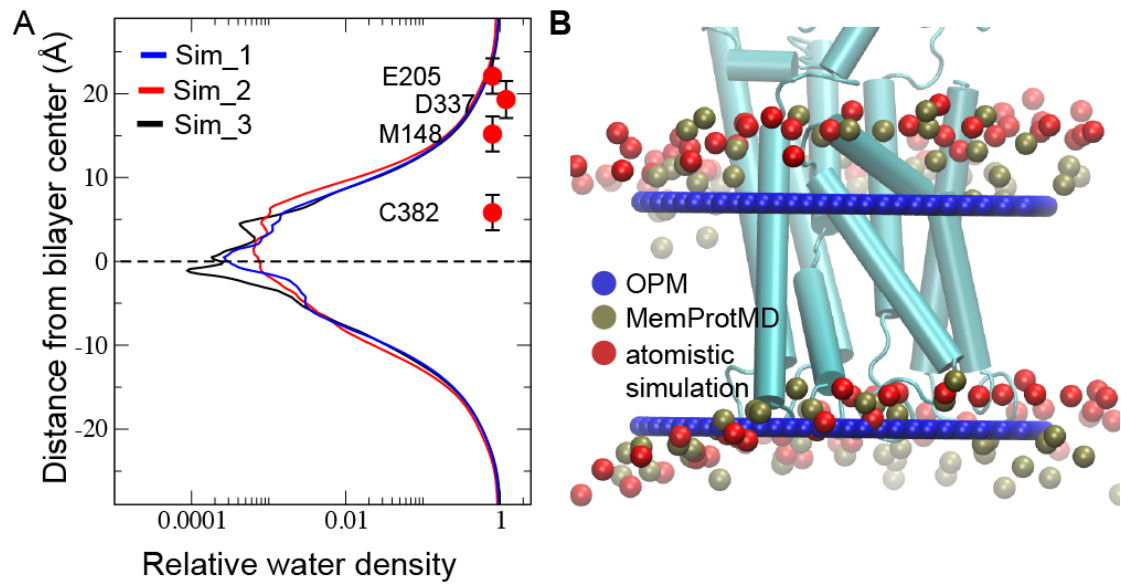 A
Distance from bilayer center (Å)
20
10
0
-10
-20
Sim_1
Sim_2
Sim_3
E205
D337
M148
C382
0.0001
0.01
1
Relative water density
B
OPM
MemProtMD
atomistic
simulation